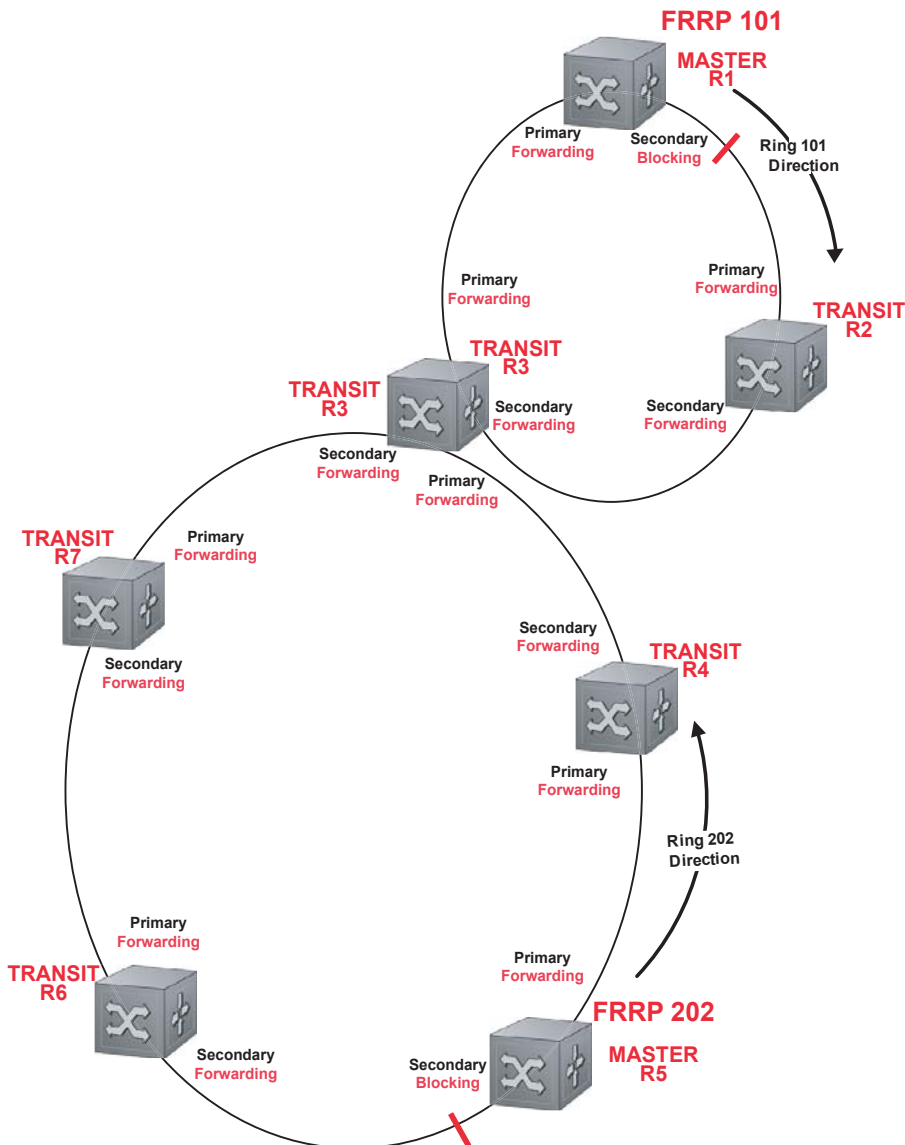 FRRP 101
MASTER
R1
Primary
Forwarding
Secondary
Blocking
Ring 101
Direction
Primary
Forwarding
Primary
Forwarding
TRANSIT
R2
TRANSIT
R3
TRANSIT
R3
Secondary
Forwarding
Secondary
Forwarding
Secondary
Forwarding
Primary
Forwarding
TRANSIT
R7
Primary
Forwarding
Secondary
Forwarding
Secondary
Forwarding
TRANSIT
R4
Primary
Forwarding
Ring 202
Direction
Primary
Forwarding
TRANSIT
R6
Primary
Forwarding
FRRP 202
MASTER
R5
Secondary
Forwarding
Secondary
Blocking